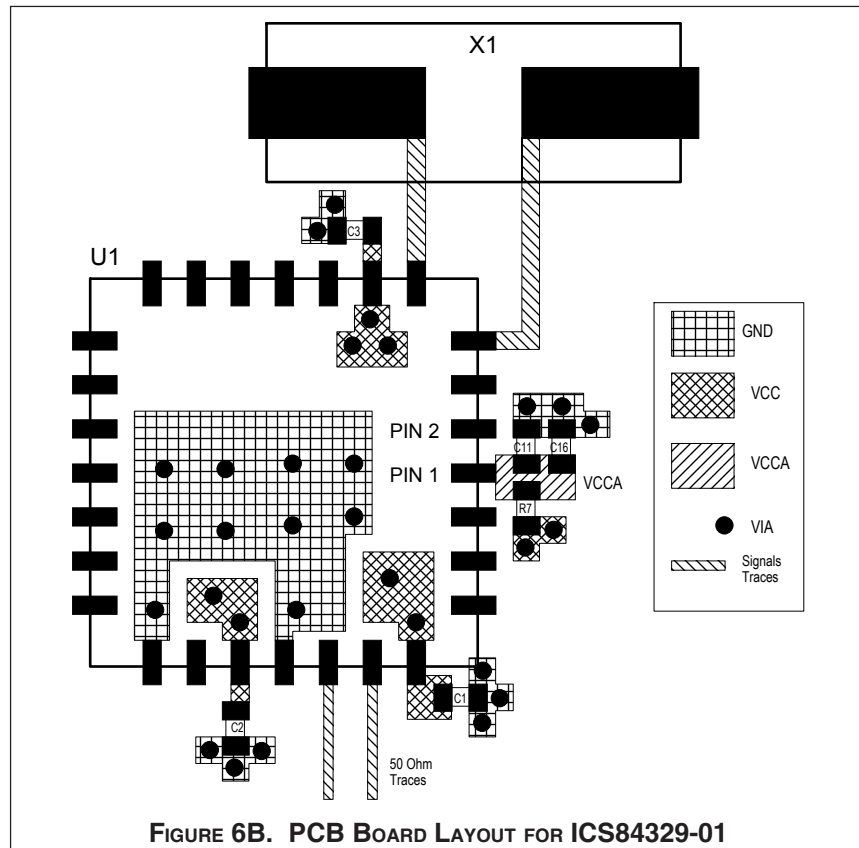 X1
C3
U1
GND
VCC
PIN 2
C11
C16
PIN 1
VCCA
VCCA
R7
VIA
Signals
Traces
C1
C2
50 Ohm
Traces
FIGURE 6B. PCB BOARD LAYOUT FOR ICS84329-01